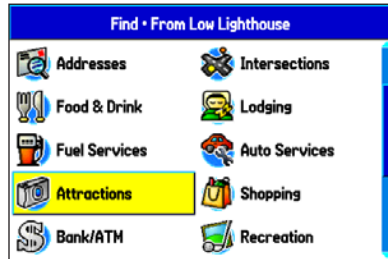 Find • From Low Lighthouse
Addresses
Intersections
Food & Drink
Lodging
Fuel Services
Auto Services
Attractions
Shopping
Bank/ATM
Recreation